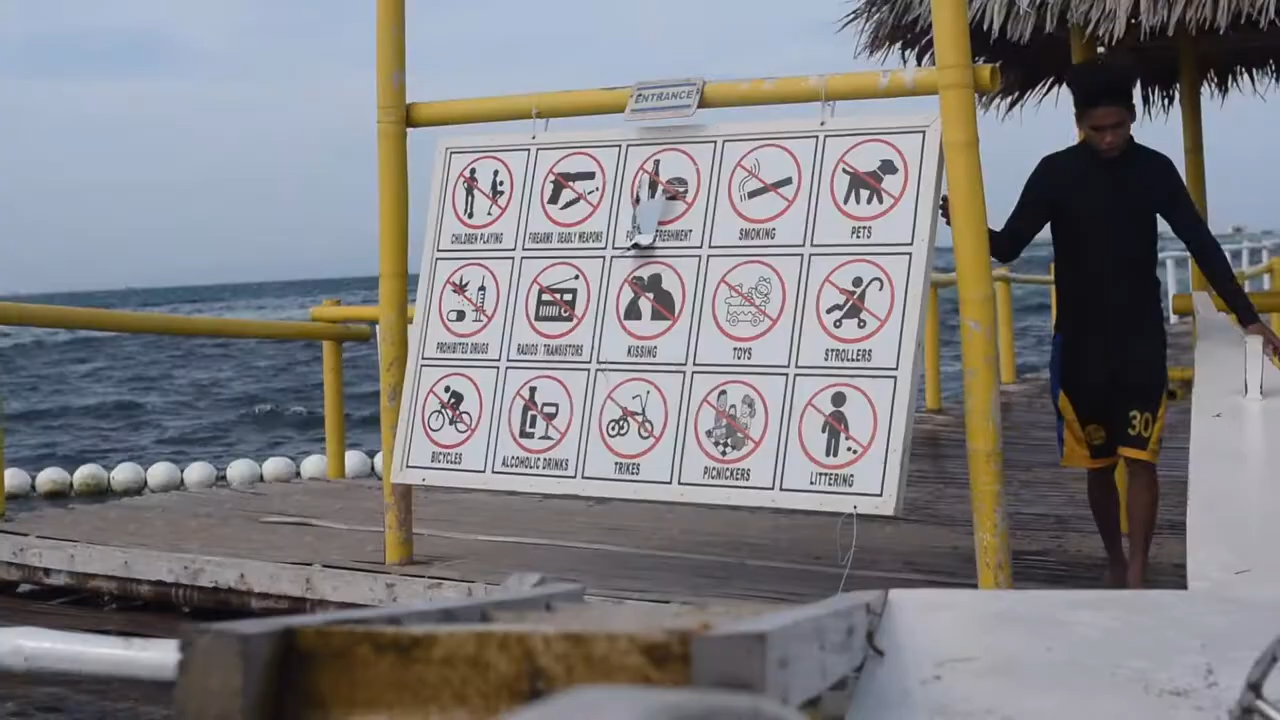 ENTRANCE
CHILDREN PLAYING
FIREARMS / DEADLY WEAPONS
SMOKING
PETS
PROHIBITED DRUGS
RADIOS / TRANSISTORS
KISSING
TOYS
STROLLERS
BICYCLES
ALCOHOLIC DRINKS
TRIKES
PICNICKERS
LITTERING
30